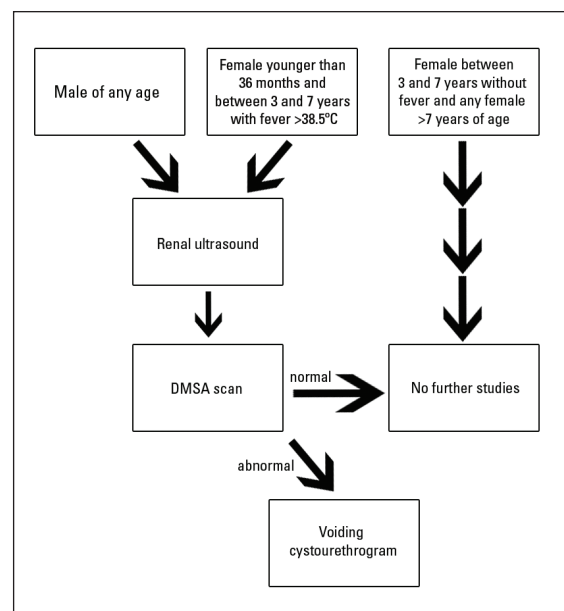 Male of any age
Female younger than
36 months and
between 3 and 7 years
with fever >38.5ºC
Female between
3 and 7 years without
fever and any female
>7 years of age
Renal ultrasound
DMSA scan
normal
No further studies
abnormal
Voiding
cystourethrogram